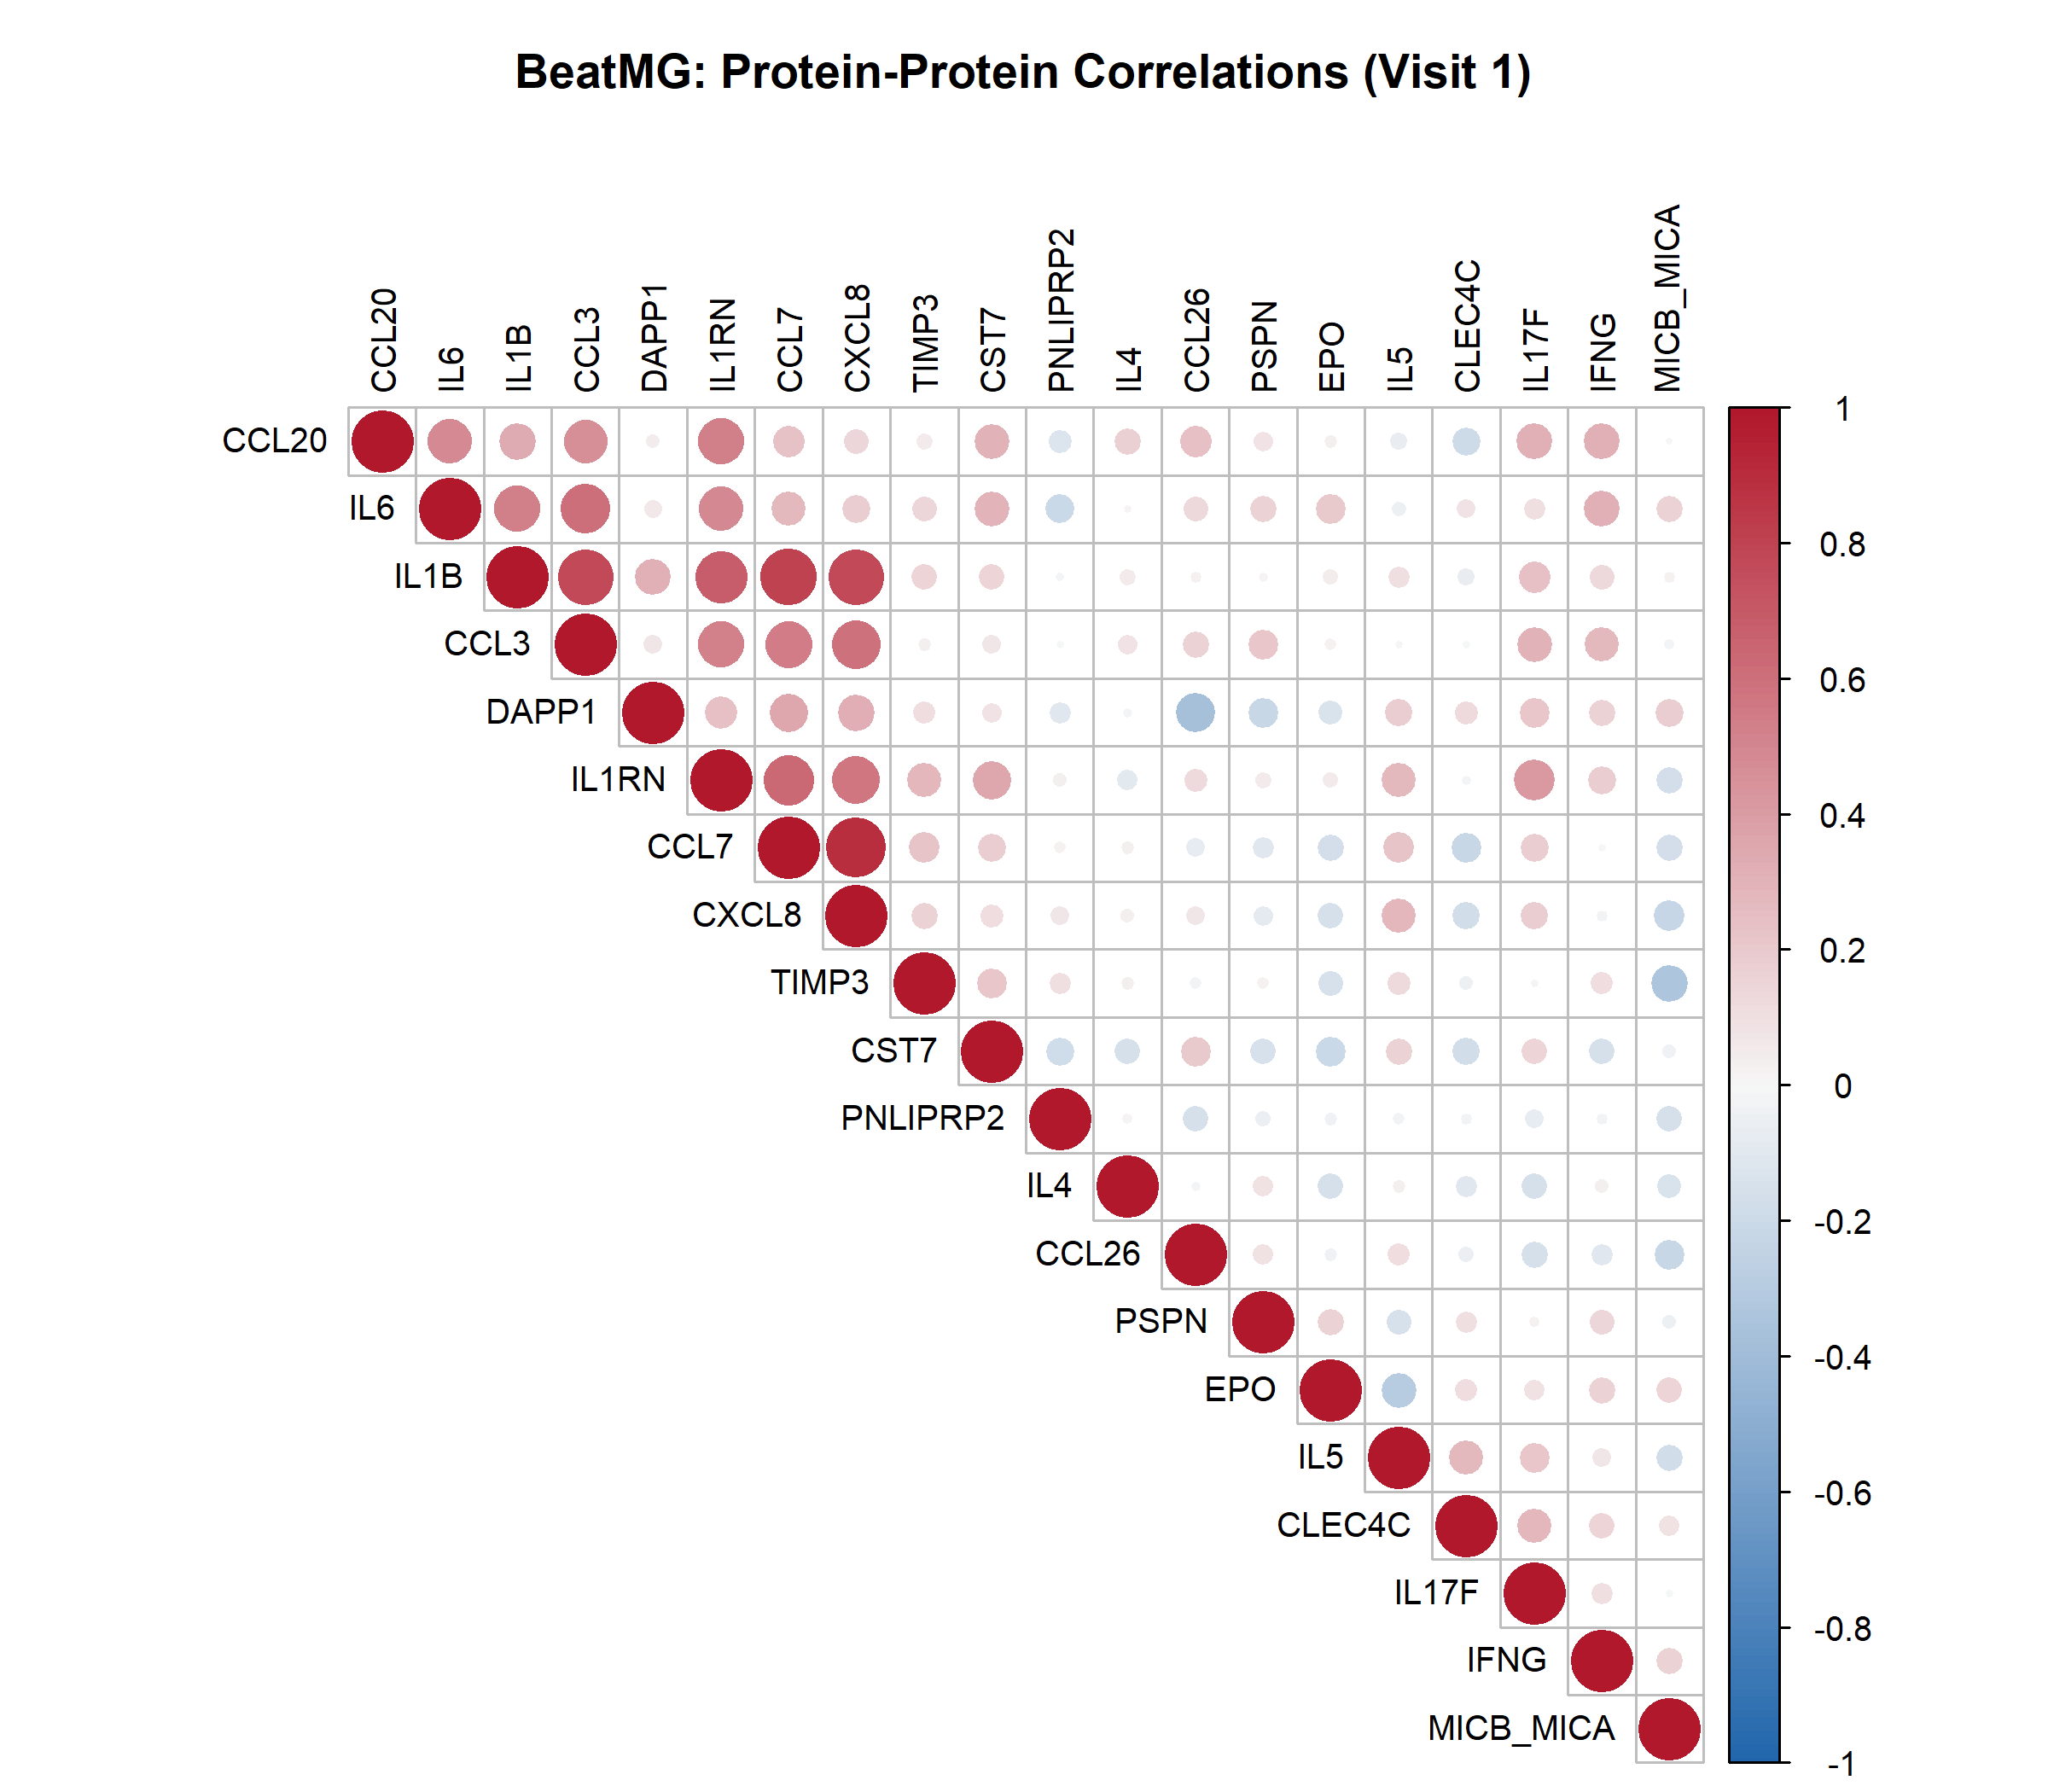 BeatMG: Protein-Protein Correlations (Visit 1)
CCL20
IL6
IL1B
CCL3
DAPP1
IL1RN
CCL7
CXCL8
TIMP3
CST7
PNLIPRP2
IL4
CCL26
PSPN
EPO
IL5
CLEC4C
IL17F
IFNG
MICB_MICA
CCL20
IL6
IL1B
CCL3
DAPP1
IL1RN
CCL7
CXCL8
TIMP3
CST7
PNLIPRP2
IL4
CCL26
PSPN
EPO
IL5
CLEC4C
IL17F
IFNG
MICB_MICA
1
0.8
0.6
0.4
0.2
0
-0.2
-0.4
-0.6
-0.8
-1